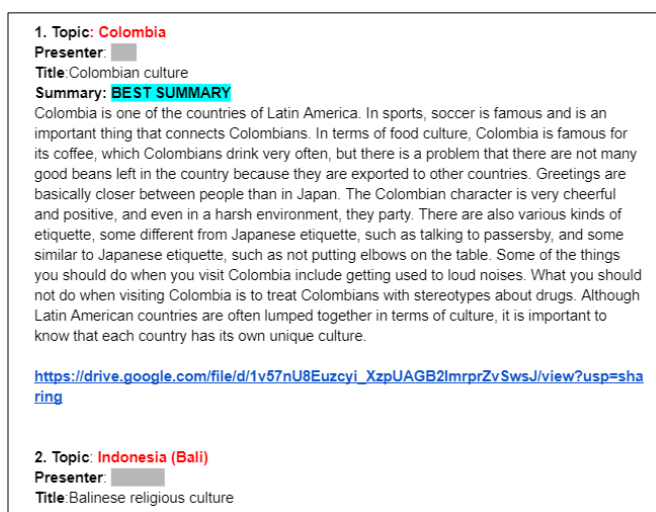 1. Topic: Colombia
Presenter:
Title:Colombian culture
Summary: BEST SUMMARY
Colombia is one of the countries of Latin America. In sports, soccer is famous and is an
important thing that connects Colombians. In terms of food culture, Colombia is famous for
its coffee, which Colombians drink very often, but there is a problem that there are not many
good beans left in the country because they are exported to other countries. Greetings are
basically closer between people than in Japan. The Colombian character is very cheerful
and positive, and even in a harsh environment, they party. There are also various kinds of
etiquette, some different from Japanese etiquette, such as talking to passersby, and some
similar to Japanese etiquette, such as not putting elbows on the table. Some of the things
you should do when you visit Colombia include getting used to loud noises. What you should
not do when visiting Colombia is to treat Colombians with stereotypes about drugs. Although
Latin American countries are often lumped together in terms of culture, it is important to
know that each country has its own unique culture.
https://drive.google.com/file/d/1v57nU8Euzcyi_XzpUAGB2ImrprZvSwsJ/view?usp=sha
ring
2. Topic: Indonesia (Bali)
Presenter:
Title:Balinese religious culture